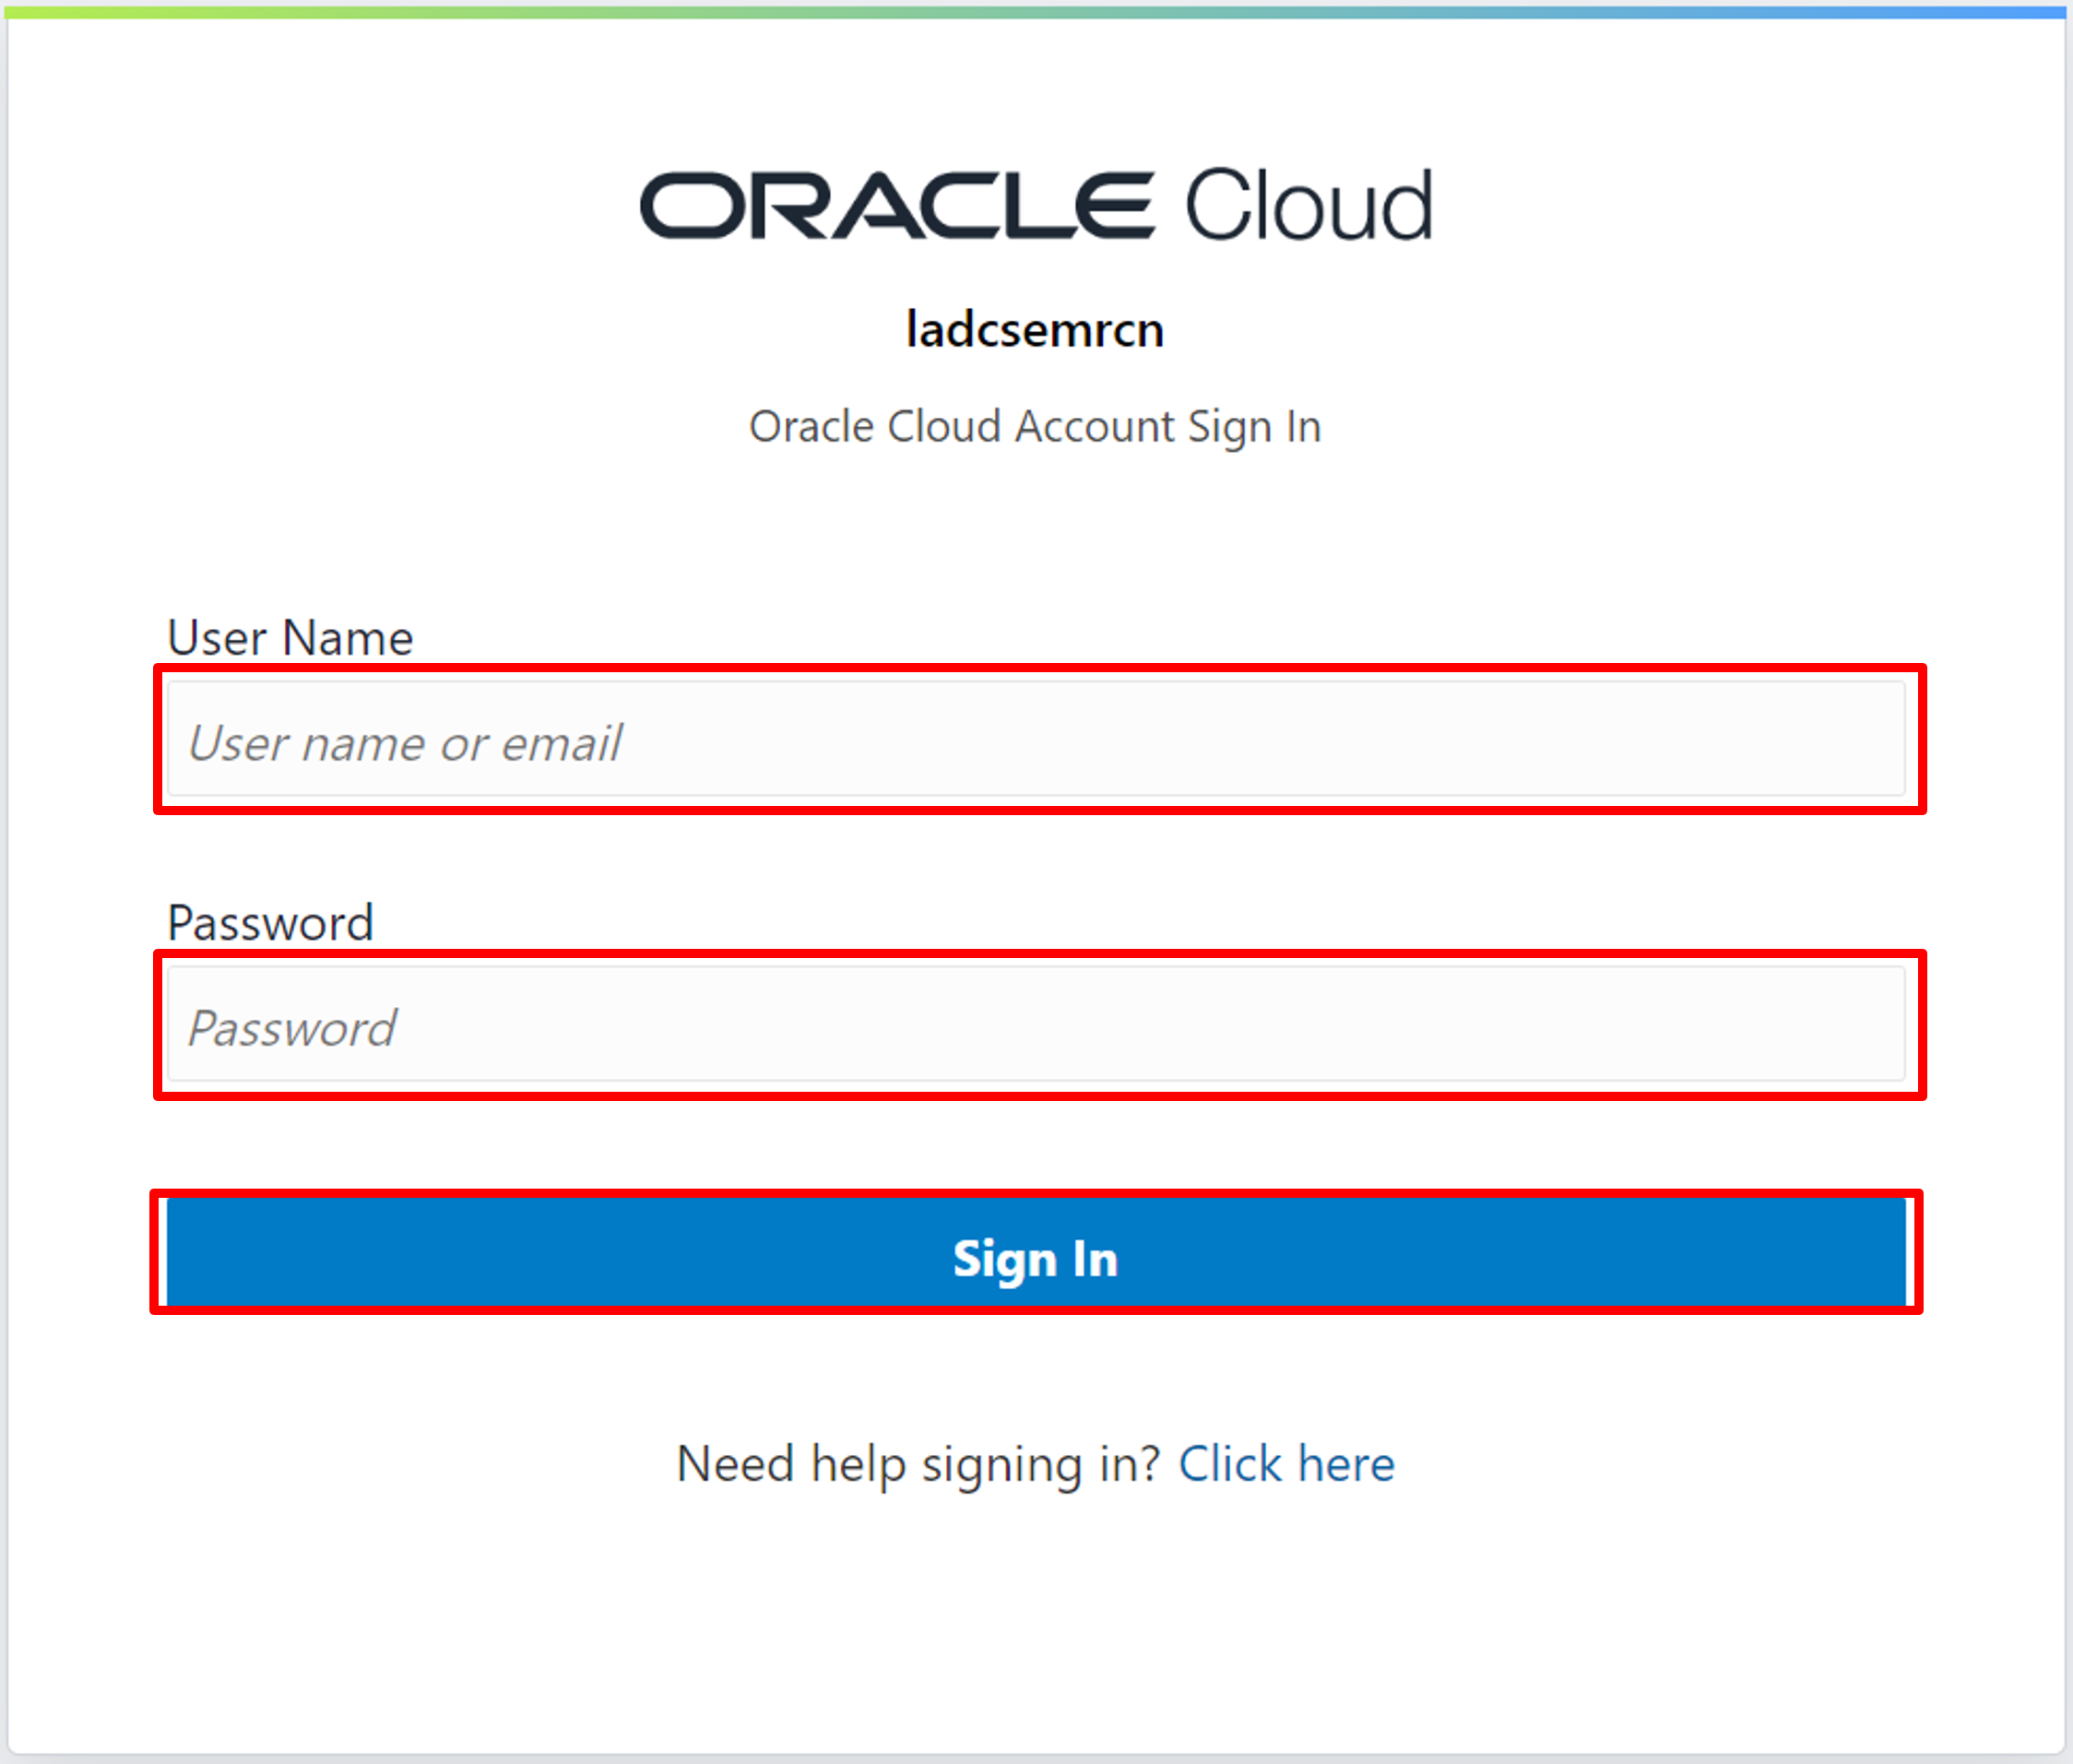 ORACLE Cloud
ladcsemrcn
Oracle Cloud Account Sign In
User Name
User name or email
Password
Password
Sign In
Need help signing in? Click here